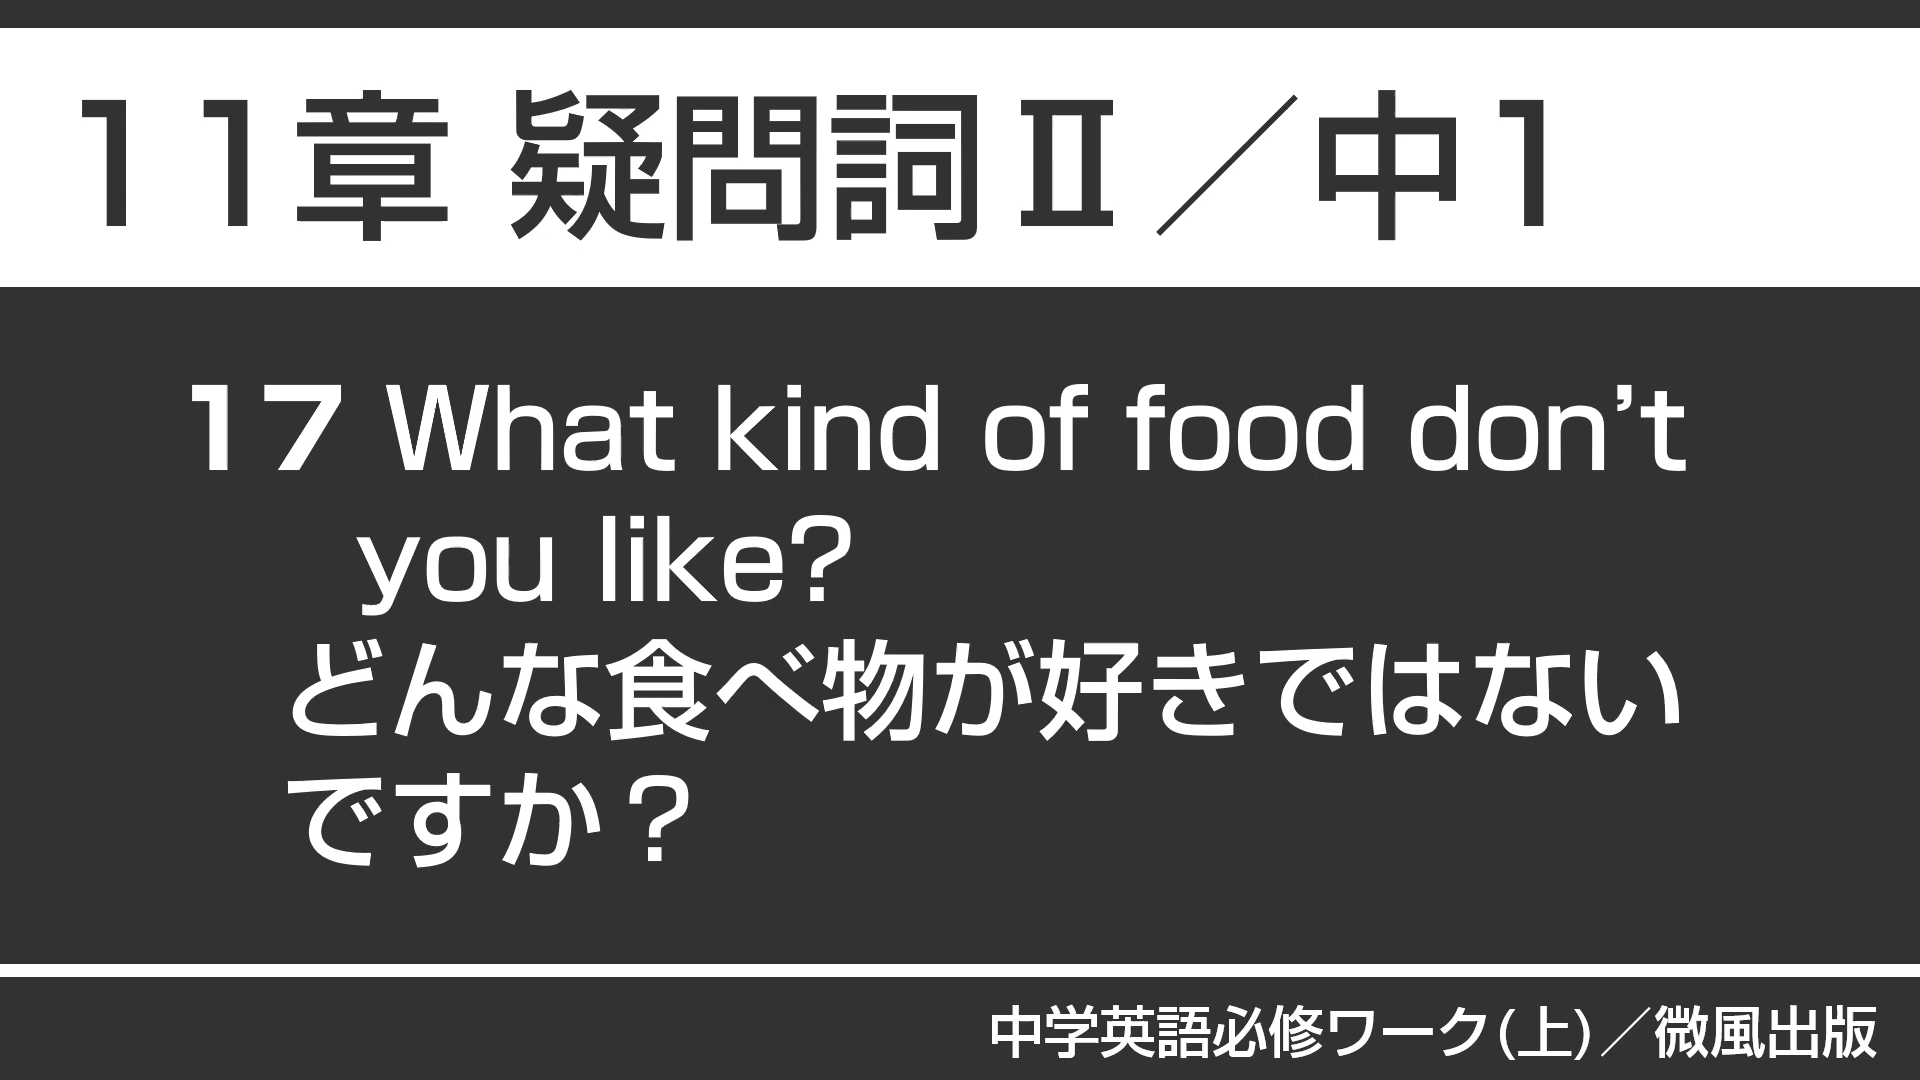 11章 疑問詞Ⅱ／中1
17 What kind of food don’t
you like?
どんな食べ物が好きではない
ですか？
中学英語必修ワーク(上)／微風出版